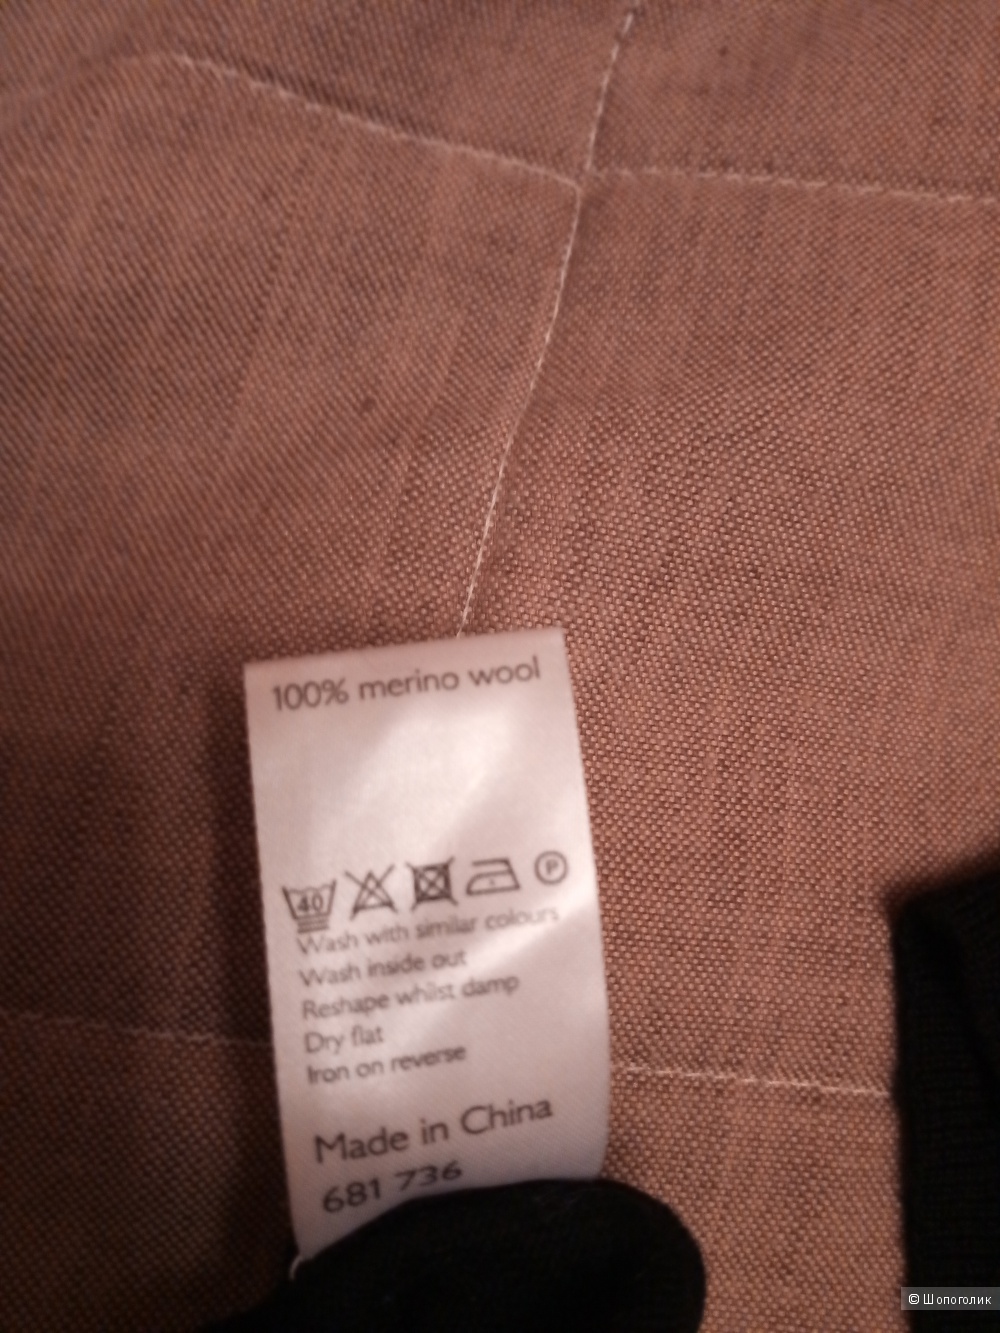 100% merino wool
40 P
Wash with similar colours
Wash inside out
Reshape whilst damp
Dry flat
Iron on reverse
Made in China
681 736
© Шопоголик